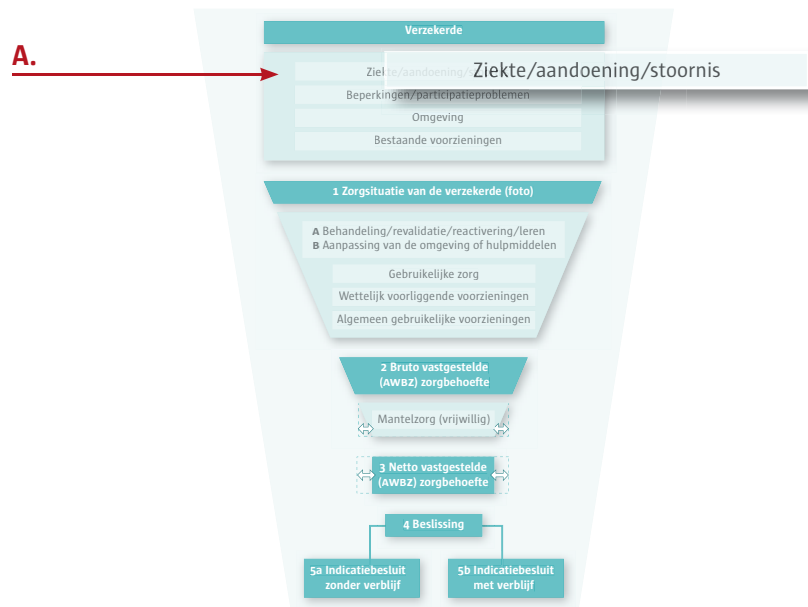 Verzekerde
A.
Ziekte/aandoening/stoornis
Beperkingen/participatieproblemen
Omgeving
Bestaande voorzieningen
1 Zorgsituatie van de verzekerde (foto)
A Behandeling/revalidatie/reactivering/leren
B Aanpassing van de omgeving of hulpmiddelen
Gebruikelijke zorg
Wettelijk voorliggende voorzieningen
Algemeen gebruikelijke voorzieningen
2 Bruto vastgestelde
(AWBZ) zorgbehoefte
Mantelzorg (vrijwillig)
3 Netto vastgestelde
(AWBZ) zorgbehoefte
4 Beslissing
5a Indicatiebesluit
zonder verblijf
5b Indicatiebesluit
met verblijf